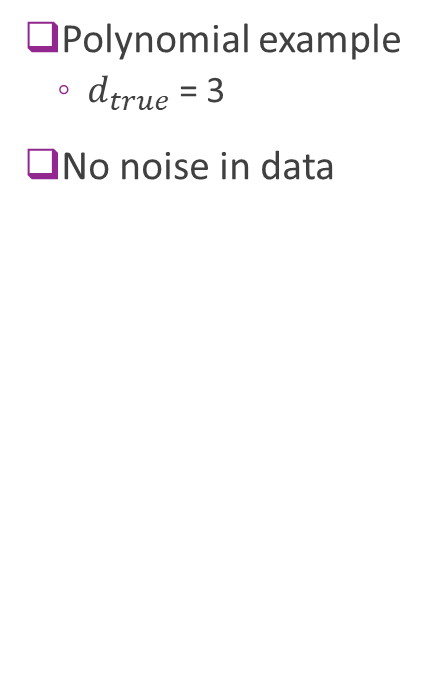 ❑Polynomial example
◦ d_true = 3
❑No noise in data